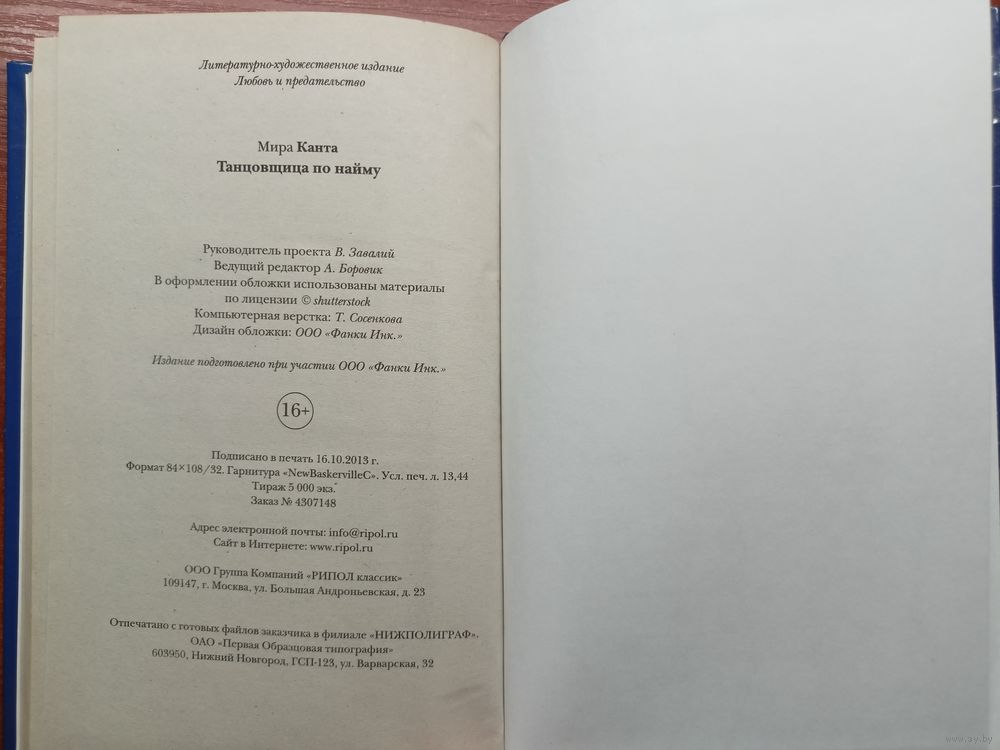 Литературно-художественное издание
Любовь и предательство
Мира Канта
Танцовщица по найму
Руководитель проекта В. Завалий
Ведущий редактор А. Боровик
В оформлении обложки использованы материалы
по лицензии © shutterstock
Компьютерная верстка: Т. Сосенкова
Дизайн обложки: ООО «Фанки Инк.»
Издание подготовлено при участии ООО «Фанки Инк.»
16+
Подписано в печать 16.10.2013 г.
Формат 84×108/32. Гарнитура «NewBaskervilleC». Усл. печ. л. 13,44
Тираж 5 000 экз.
Заказ № 4307148
Адрес электронной почты: info@ripol.ru
Сайт в Интернете: www.ripol.ru
ООО Группа Компаний «РИПОЛ классик»
109147, г. Москва, ул. Большая Андроньевская, д. 23
Отпечатано с готовых файлов заказчика в филиале «НИЖПОЛИГРАФ».
ОАО «Первая Образцовая типография»
603950, Нижний Новгород, ГСП-123, ул. Варварская, 32
www.ay.by